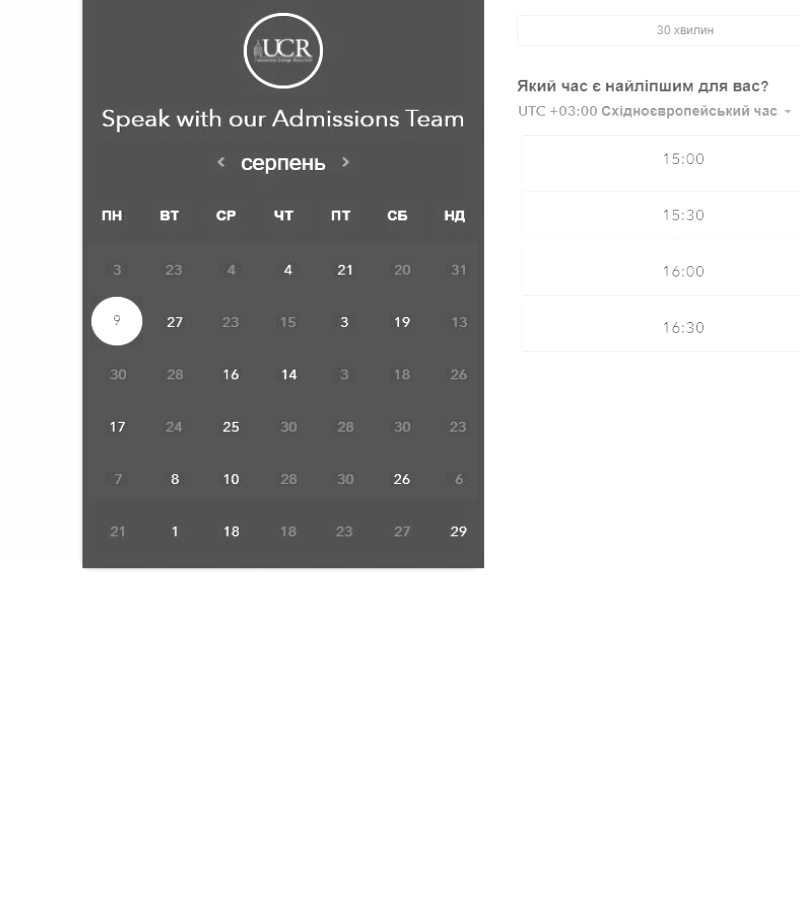 UCR
Speak with our Admissions Team
серпень
ПН ВТ СР ЧТ ПТ СБ НД
3 23 4 4 21 20 31
9 27 23 15 3 19 13
30 28 16 14 3 18 26
17 24 25 30 28 30 23
7 8 10 28 30 26 6
21 1 18 18 23 27 29
30 хвилин
Який час є найліпшим для вас?
UTC +03:00 Східноєвропейський час
15:00
15:30
16:00
16:30